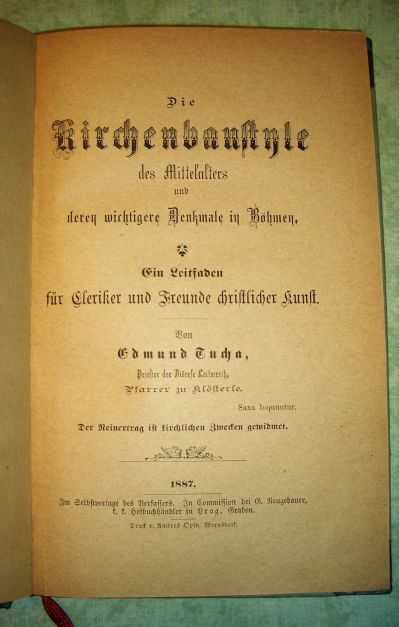 Die
Kirchenbaustyle
des Mittelalters
und
deren wichtigere Denkmale in Böhmen.
Ein Leitfaden
für Cleriker und Freunde christlicher Kunst.
Von
Edmund Tucha,
Priester der Diöcese Leitmeritz,
Pfarrer zu Klösterle.
Saxa loquuntur.
Der Reinertrag ist kirchlichen Zwecken gewidmet.
1887.
Im Selbstverlage des Verfassers. In Commission bei G. Neugebauer,
k. k. Hofbuchhändler in Prag, Graben.
Druck v. Ambros Opitz, Warnsdorf.